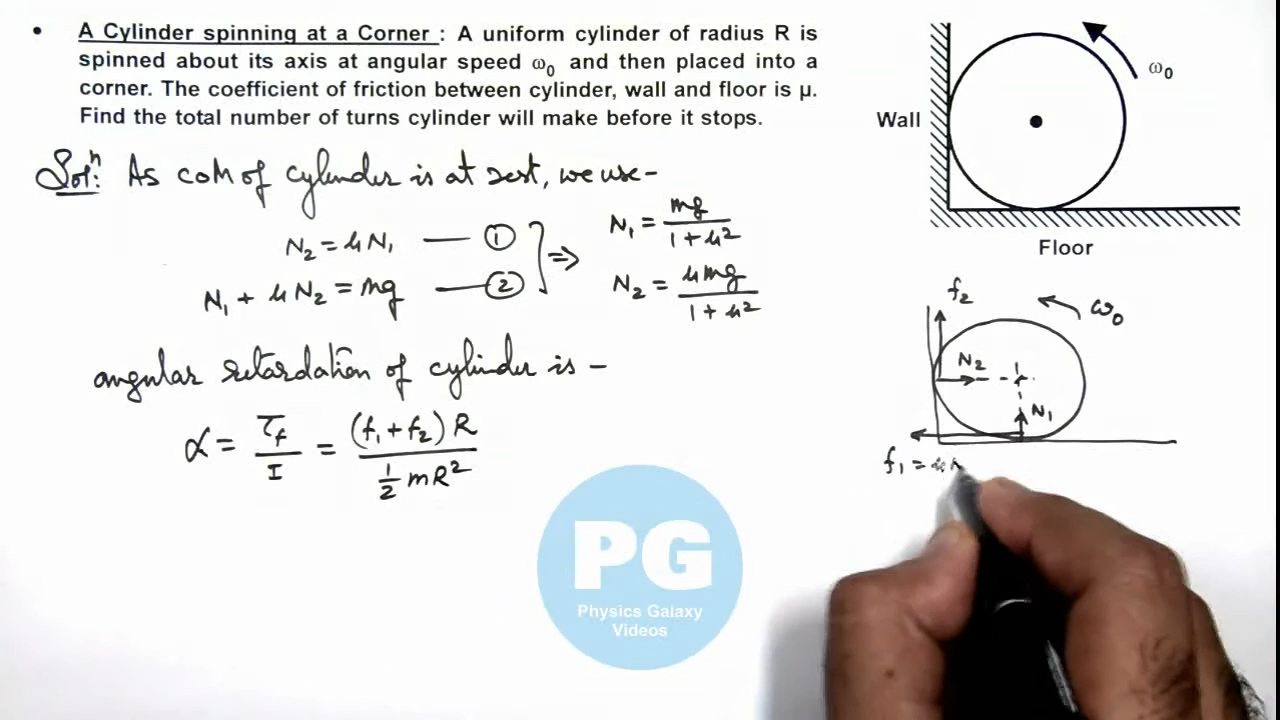 • A Cylinder spinning at a Corner : A uniform cylinder of radius R is
spinned about its axis at angular speed ω₀ and then placed into a
corner. The coefficient of friction between cylinder, wall and floor is μ.
Find the total number of turns cylinder will make before it stops.
ω₀
Wall
Floor
Solⁿ: As COM of cylinder is at rest, we use –
N₂ = μN₁ — ①
N₁ + μN₂ = mg — ②
⇒
N₁ = mg / (1 + μ²)
N₂ = μmg / (1 + μ²)
angular retardation of cylinder is –
α = τf / I = (f₁ + f₂) R / (½ mR²)
f₂
ω₀
N₂
N₁
f₁ = μ
PG
Physics Galaxy
Videos